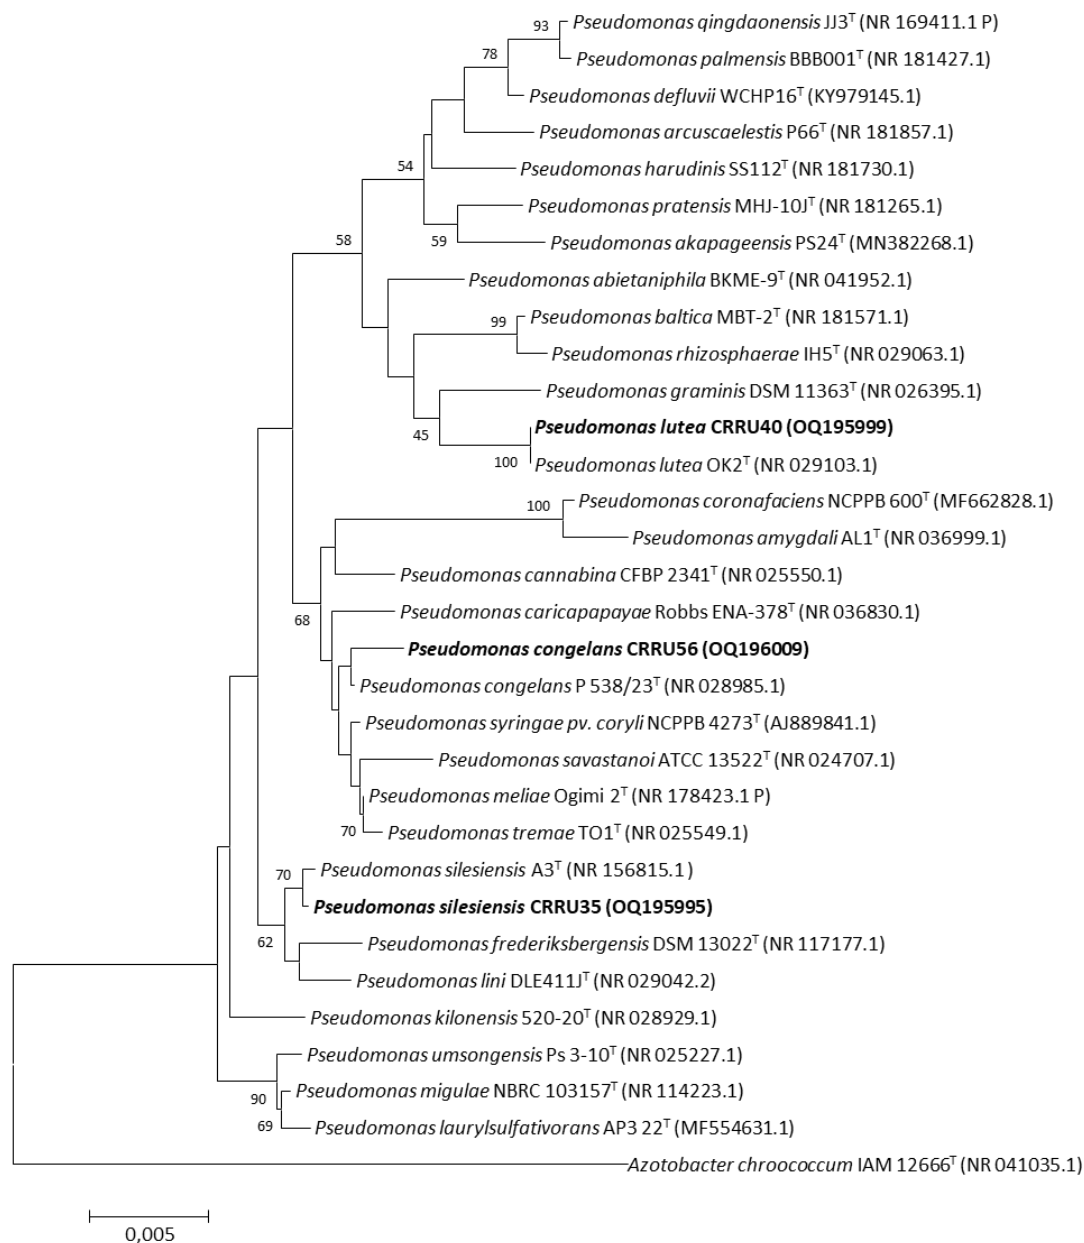 93
Pseudomonas qingdaonensis JJ3ᵀ (NR 169411.1 P)
Pseudomonas palmensis BBB001ᵀ (NR 181427.1)
78
Pseudomonas defluvii WCHP16ᵀ (KY979145.1)
Pseudomonas arcuscaelestis P66ᵀ (NR 181857.1)
54
Pseudomonas harudinis SS112ᵀ (NR 181730.1)
Pseudomonas pratensis MHJ-10Jᵀ (NR 181265.1)
59
Pseudomonas akapageensis PS24ᵀ (MN382268.1)
58
Pseudomonas abietaniphila BKME-9ᵀ (NR 041952.1)
99
Pseudomonas baltica MBT-2ᵀ (NR 181571.1)
Pseudomonas rhizosphaerae IH5ᵀ (NR 029063.1)
Pseudomonas graminis DSM 11363ᵀ (NR 026395.1)
45
Pseudomonas lutea CRRU40 (OQ195999)
100
Pseudomonas lutea OK2ᵀ (NR 029103.1)
100
Pseudomonas coronafaciens NCPPB 600ᵀ (MF662828.1)
Pseudomonas amygdali AL1ᵀ (NR 036999.1)
Pseudomonas cannabina CFBP 2341ᵀ (NR 025550.1)
68
Pseudomonas caricapapayae Robbs ENA-378ᵀ (NR 036830.1)
Pseudomonas congelans CRRU56 (OQ196009)
Pseudomonas congelans P 538/23ᵀ (NR 028985.1)
Pseudomonas syringae pv. coryli NCPPB 4273ᵀ (AJ889841.1)
Pseudomonas savastanoi ATCC 13522ᵀ (NR 024707.1)
Pseudomonas meliae Ogimi 2ᵀ (NR 178423.1 P)
70
Pseudomonas tremae TO1ᵀ (NR 025549.1)
70
Pseudomonas silesiensis A3ᵀ (NR 156815.1)
Pseudomonas silesiensis CRRU35 (OQ195995)
62
Pseudomonas frederiksbergensis DSM 13022ᵀ (NR 117177.1)
Pseudomonas lini DLE411Jᵀ (NR 029042.2)
Pseudomonas kilonensis 520-20ᵀ (NR 028929.1)
Pseudomonas umsongensis Ps 3-10ᵀ (NR 025227.1)
90
Pseudomonas migulae NBRC 103157ᵀ (NR 114223.1)
69
Pseudomonas laurylsulfativorans AP3 22ᵀ (MF554631.1)
Azotobacter chroococcum IAM 12666ᵀ (NR 041035.1)
0,005